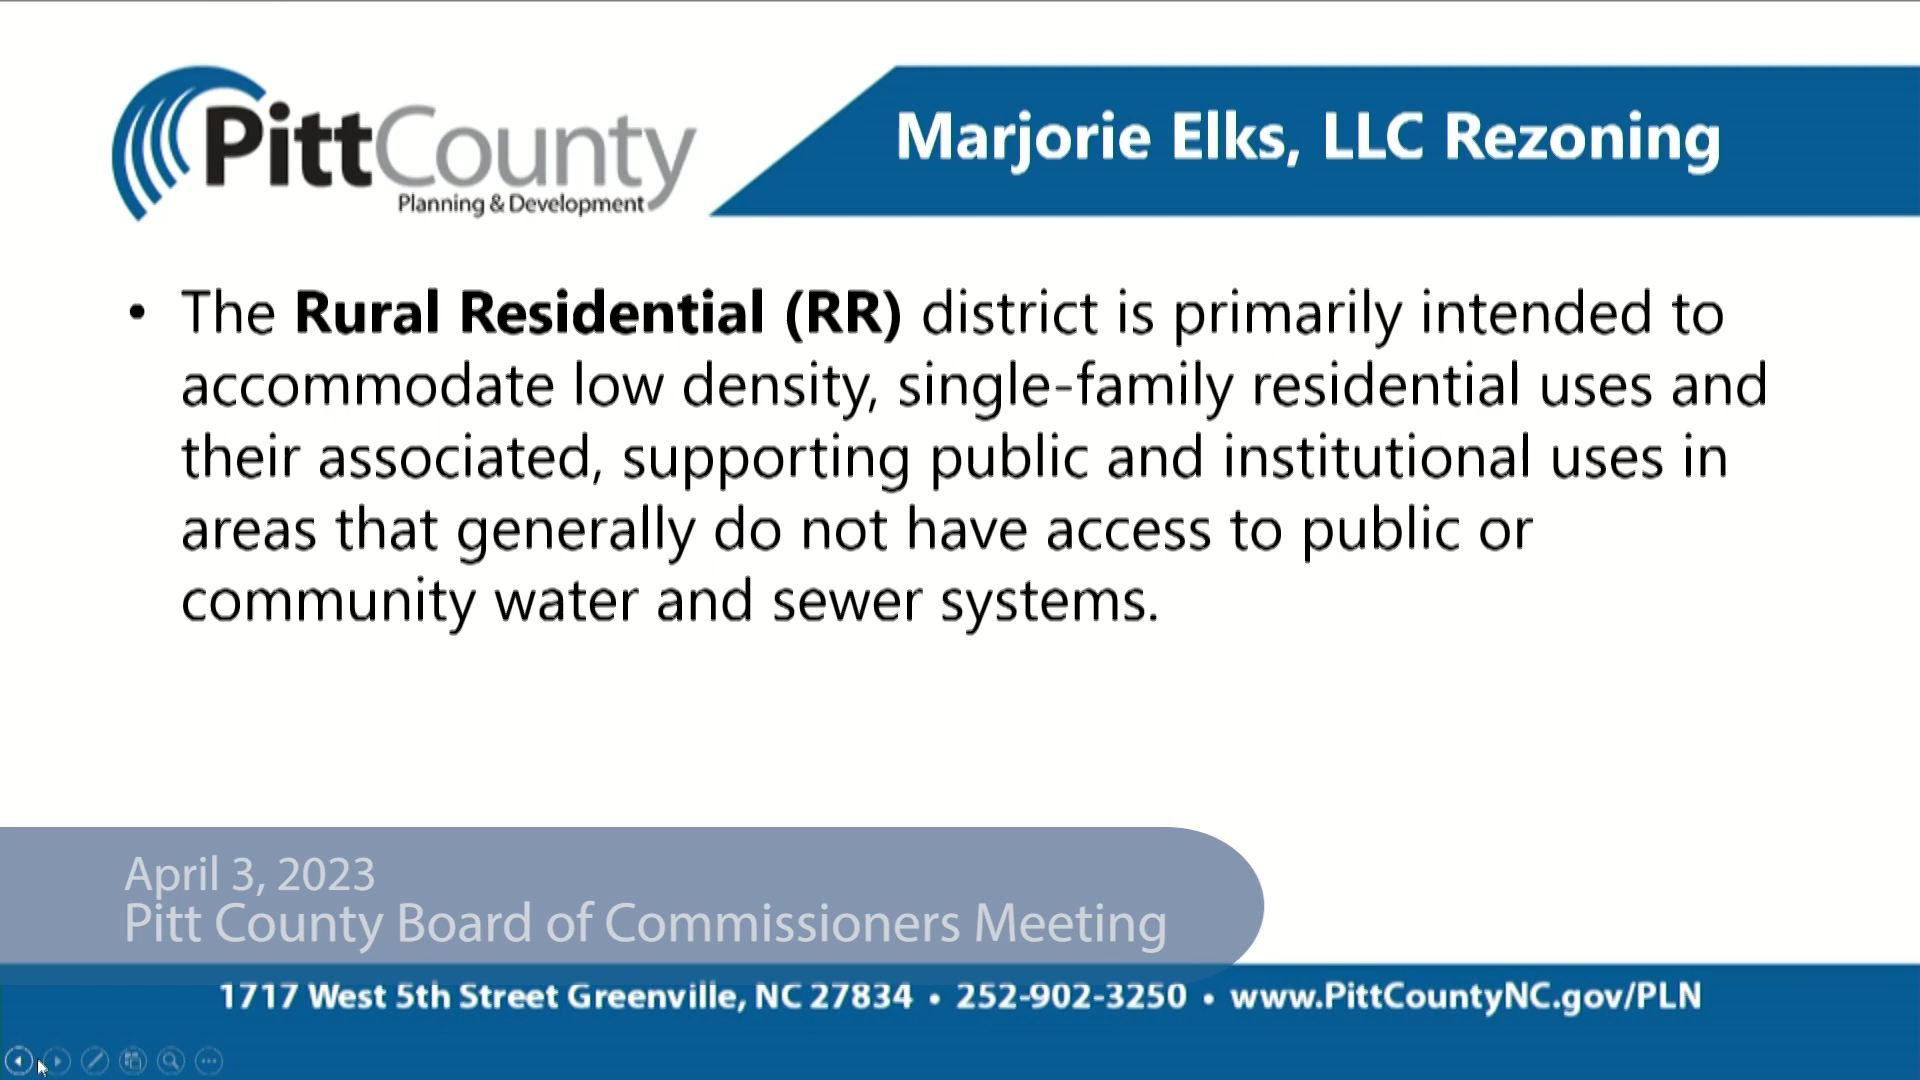 PittCounty
Planning & Development
Marjorie Elks, LLC Rezoning
• The Rural Residential (RR) district is primarily intended to
accommodate low density, single-family residential uses and
their associated, supporting public and institutional uses in
areas that generally do not have access to public or
community water and sewer systems.
April 3, 2023
Pitt County Board of Commissioners Meeting
1717 West 5th Street Greenville, NC 27834 • 252-902-3250 • www.PittCountyNC.gov/PLN